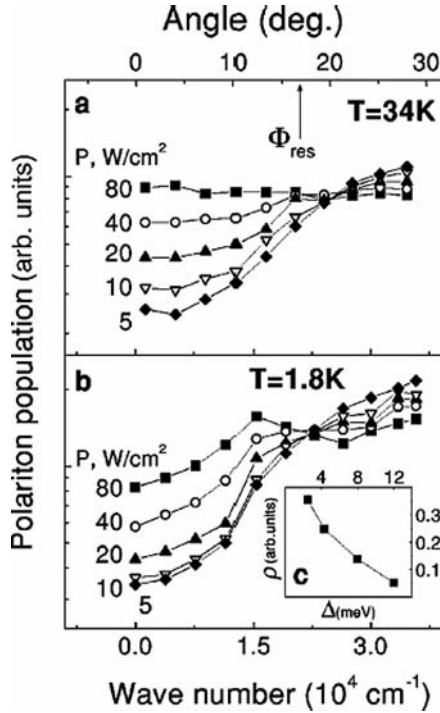 Angle (deg.)
0 10 20 30
a
T=34K
Φres
P, W/cm²
80
40
20
10
5
Polariton population (arb. units)
b
T=1.8K
P, W/cm²
80
40
20
10
5
4 8 12
0.3
0.2
0.1
ρ (arb.units)
c
Δ(meV)
0.0 1.5 3.0
Wave number (10⁴ cm⁻¹)